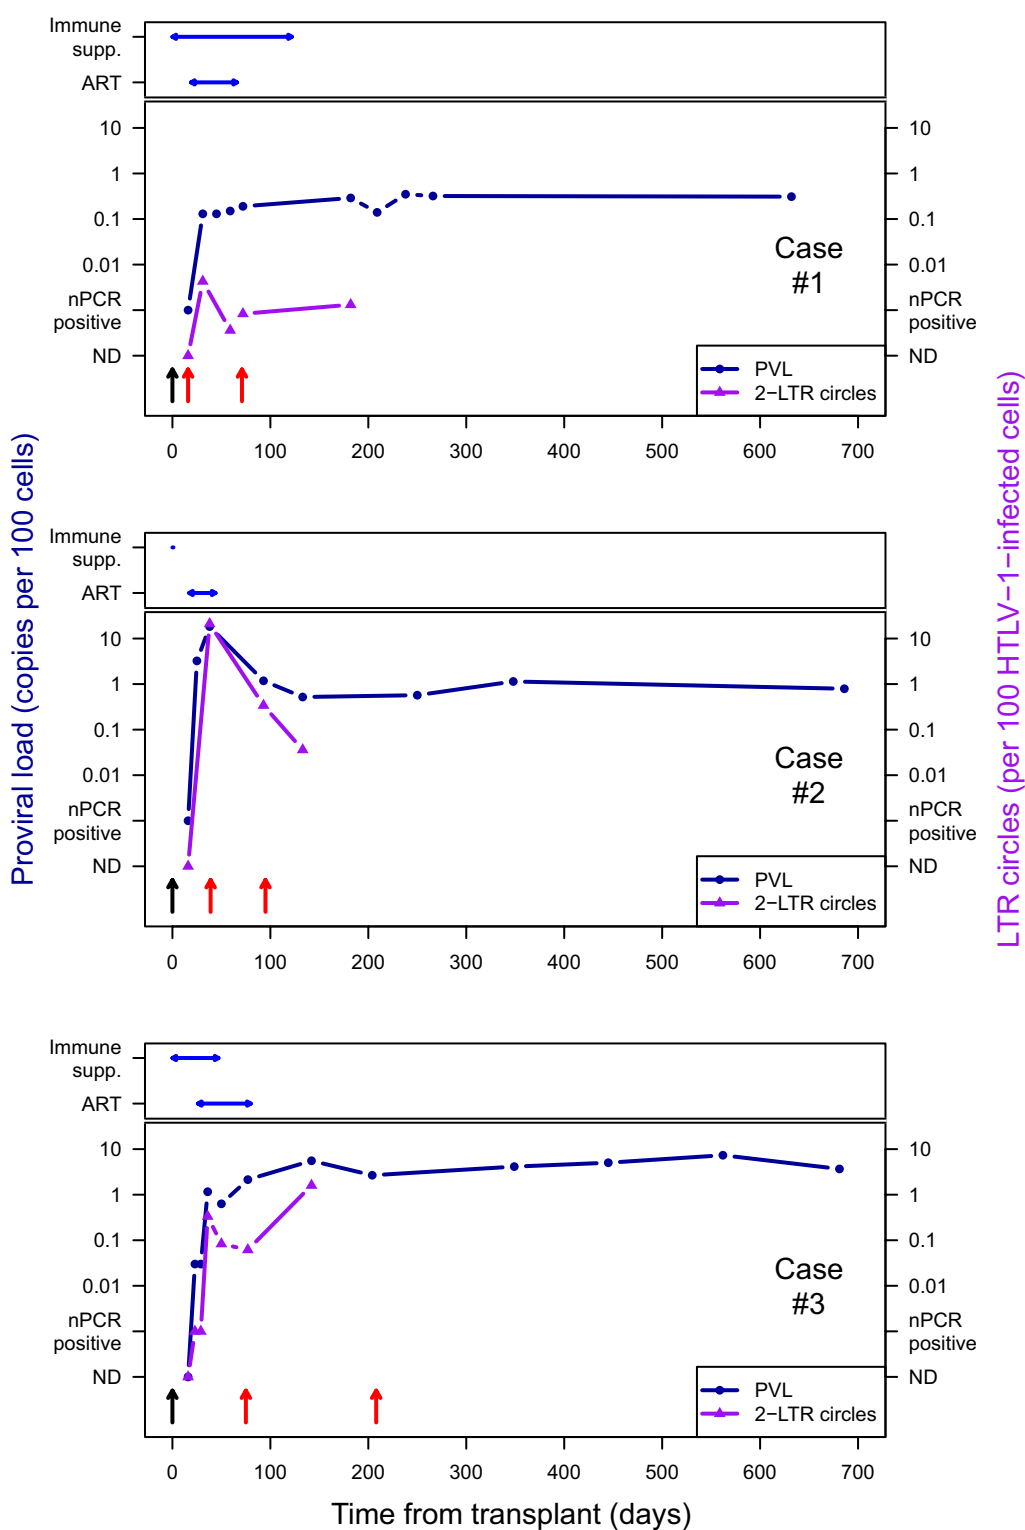 Immune
supp.
ART
10
1
0.1
0.01
nPCR
positive
ND
10
1
0.1
0.01
nPCR
positive
ND
Case
#1
PVL
2−LTR circles
0 100 200 300 400 500 600 700
Proviral load (copies per 100 cells)
LTR circles (per 100 HTLV−1−infected cells)
Immune
supp.
ART
10
1
0.1
0.01
nPCR
positive
ND
10
1
0.1
0.01
nPCR
positive
ND
Case
#2
PVL
2−LTR circles
0 100 200 300 400 500 600 700
Immune
supp.
ART
10
1
0.1
0.01
nPCR
positive
ND
10
1
0.1
0.01
nPCR
positive
ND
Case
#3
PVL
2−LTR circles
0 100 200 300 400 500 600 700
Time from transplant (days)